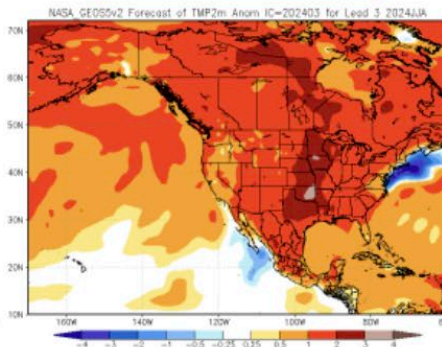 NASA GEOS5v2 Forecast of TMP2m Anom IC=202403 for Lead 3 2024JJA
70N
60N
50N
40N
30N
20N
10N
160W 140W 120W 100W 80W
-4 -3 -2 -1 -0.5 -0.25 0.25 0.5 1 2 3 4